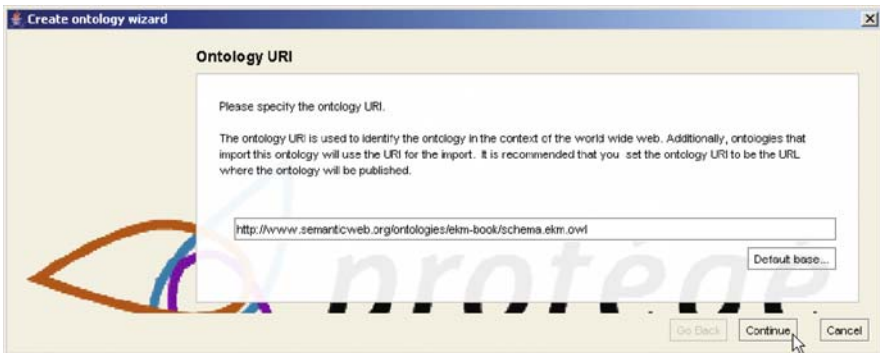 Create ontology wizard
Ontology URI
Please specify the ontology URI.
The ontology URI is used to identify the ontology in the context of the world wide web. Additionally, ontologies that
import this ontology will use the URI for the import. It is recommended that you set the ontology URI to be the URL
where the ontology will be published.
http://www.semanticweb.org/ontologies/ekm-book/schema.ekm.owl
Default base...
protégé
Go Back Continue Cancel